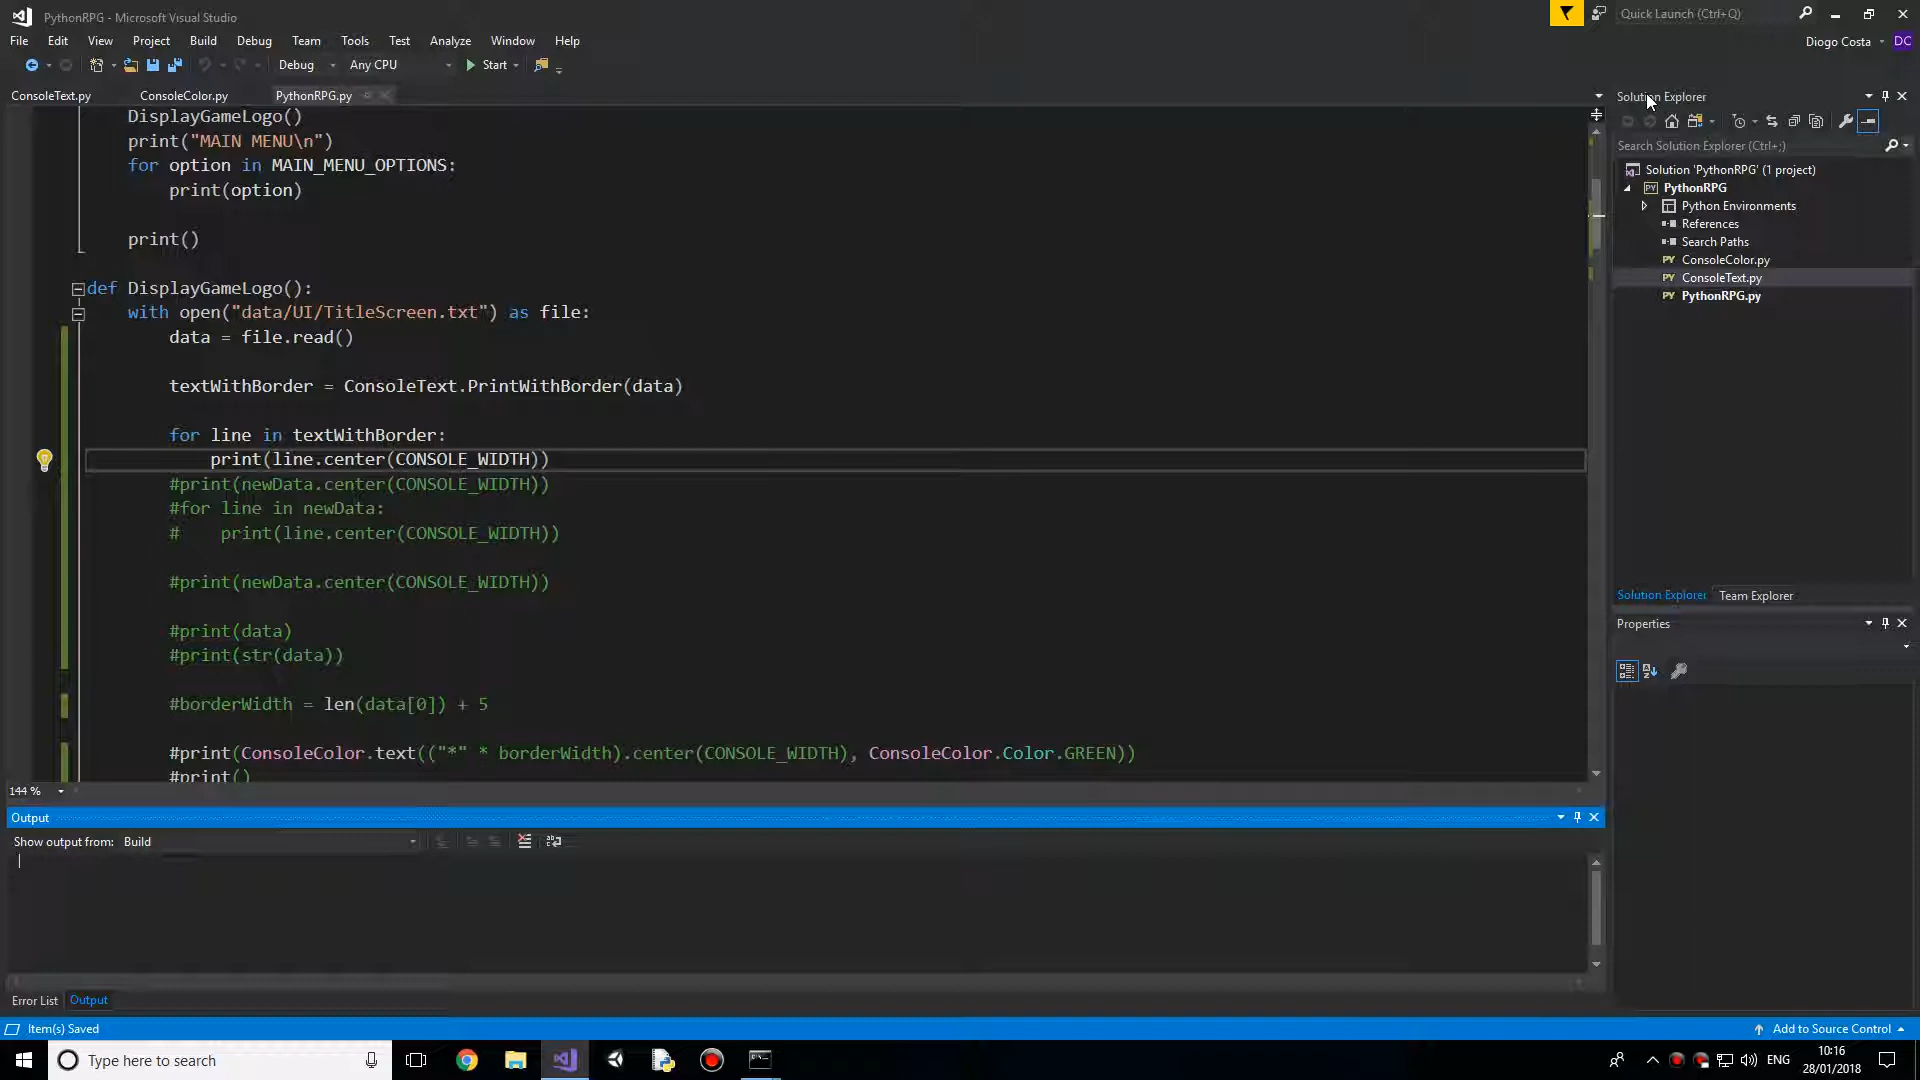 PythonRPG - Microsoft Visual Studio
Quick Launch (Ctrl+Q)
File Edit View Project Build Debug Team Tools Test Analyze Window Help
Diogo Costa DC
Debug Any CPU Start
ConsoleText.py ConsoleColor.py PythonRPG.py
DisplayGameLogo()
print("MAIN MENU\n")
for option in MAIN_MENU_OPTIONS:
print(option)
print()
def DisplayGameLogo():
with open("data/UI/TitleScreen.txt") as file:
data = file.read()
textWithBorder = ConsoleText.PrintWithBorder(data)
for line in textWithBorder:
print(line.center(CONSOLE_WIDTH))
#print(newData.center(CONSOLE_WIDTH))
#for line in newData:
# print(line.center(CONSOLE_WIDTH))
#print(newData.center(CONSOLE_WIDTH))
#print(data)
#print(str(data))
#borderWidth = len(data[0]) + 5
#print(ConsoleColor.text(("*" * borderWidth).center(CONSOLE_WIDTH), ConsoleColor.Color.GREEN))
#print()
144 %
Output
Show output from: Build
Error List Output
Solution Explorer
Search Solution Explorer (Ctrl+;)
Solution 'PythonRPG' (1 project)
PY PythonRPG
Python Environments
References
Search Paths
PY ConsoleColor.py
PY ConsoleText.py
PY PythonRPG.py
Solution Explorer Team Explorer
Properties
Item(s) Saved
Add to Source Control
Type here to search
ENG
10:16
28/01/2018